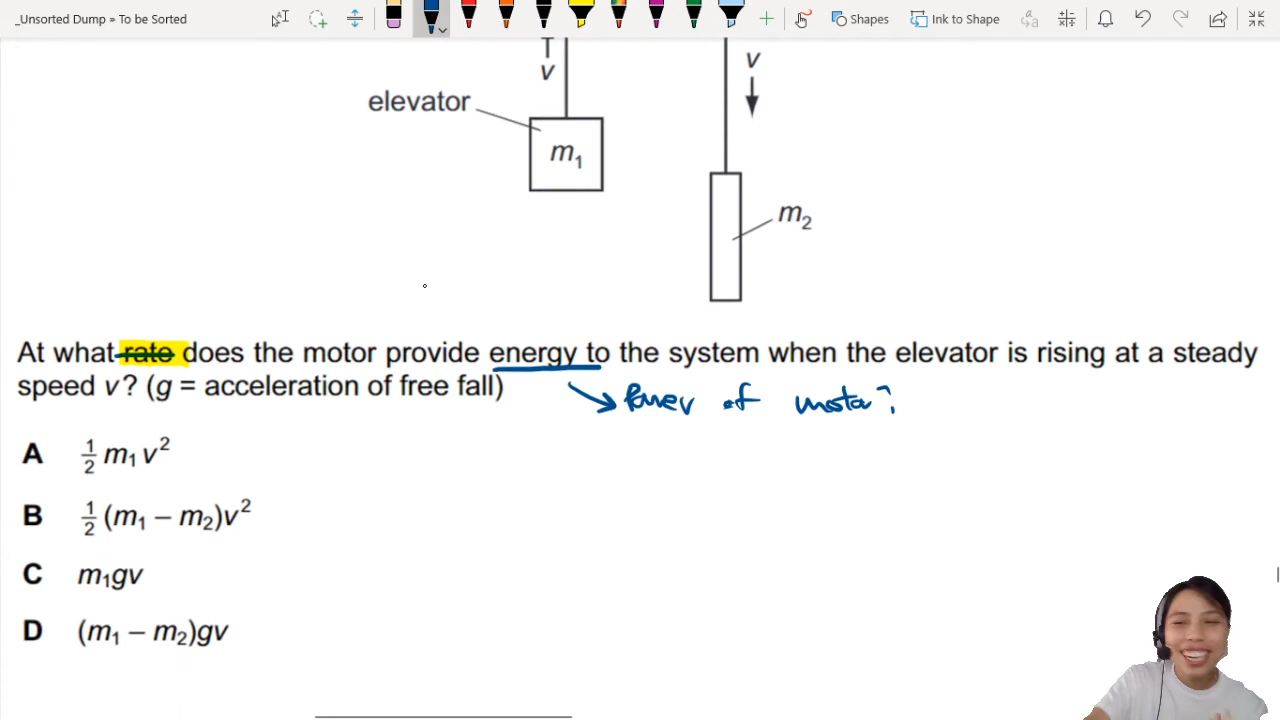 _Unsorted Dump » To be Sorted
Shapes
Ink to Shape
v
v
elevator
m1
m2
At what rate does the motor provide energy to the system when the elevator is rising at a steady
speed v? (g = acceleration of free fall)
Power of motor?
A ½ m₁v²
B ½ (m₁ – m₂)v²
C m₁gv
D (m₁ – m₂)gv